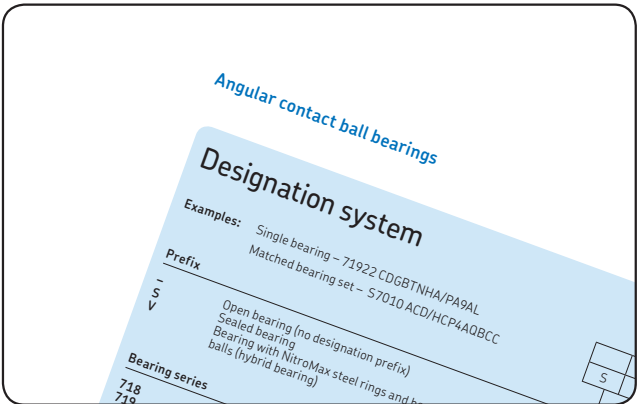 Angular contact ball bearings
Designation system
Examples: Single bearing – 71922 CDGBTNHA/PA9AL
Matched bearing set – S7010 ACD/HCP4AQBCC
Prefix
– Open bearing (no designation prefix)
S Sealed bearing
V Bearing with NitroMax steel rings and
balls (hybrid bearing)
S
Bearing series
718
719